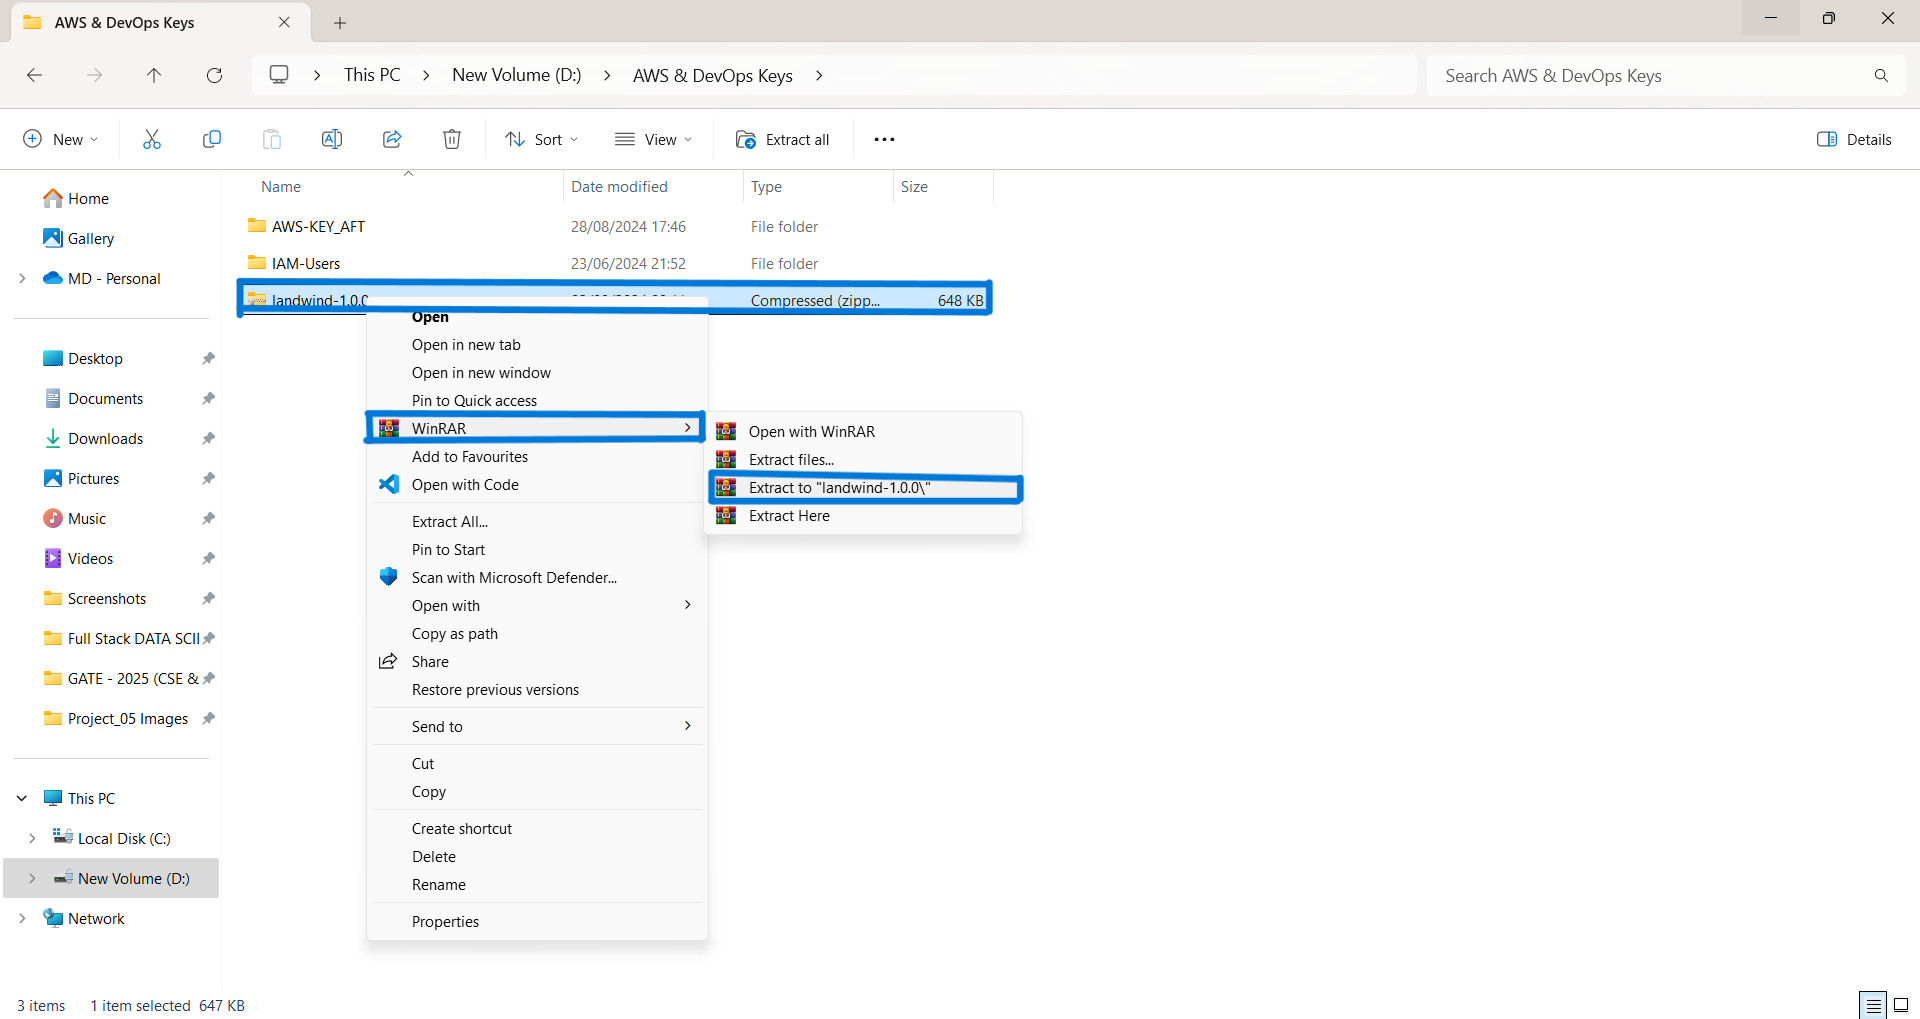 AWS & DevOps Keys
This PC > New Volume (D:) > AWS & DevOps Keys >
Search AWS & DevOps Keys
New
Sort
View
Extract all
Details
Name Date modified Type Size
AWS-KEY_AFT 28/08/2024 17:46 File folder
IAM-Users 23/06/2024 21:52 File folder
landwind-1.0.0 Compressed (zipp... 648 KB
Home
Gallery
MD - Personal
Desktop
Documents
Downloads
Pictures
Music
Videos
Screenshots
Full Stack DATA SCI
GATE - 2025 (CSE &
Project_05 Images
This PC
Local Disk (C:)
New Volume (D:)
Network
Open
Open in new tab
Open in new window
Pin to Quick access
WinRAR
Add to Favourites
Open with Code
Extract All...
Pin to Start
Scan with Microsoft Defender...
Open with
Copy as path
Share
Restore previous versions
Send to
Cut
Copy
Create shortcut
Delete
Rename
Properties
Open with WinRAR
Extract files...
Extract to "landwind-1.0.0\"
Extract Here
3 items 1 item selected 647 KB